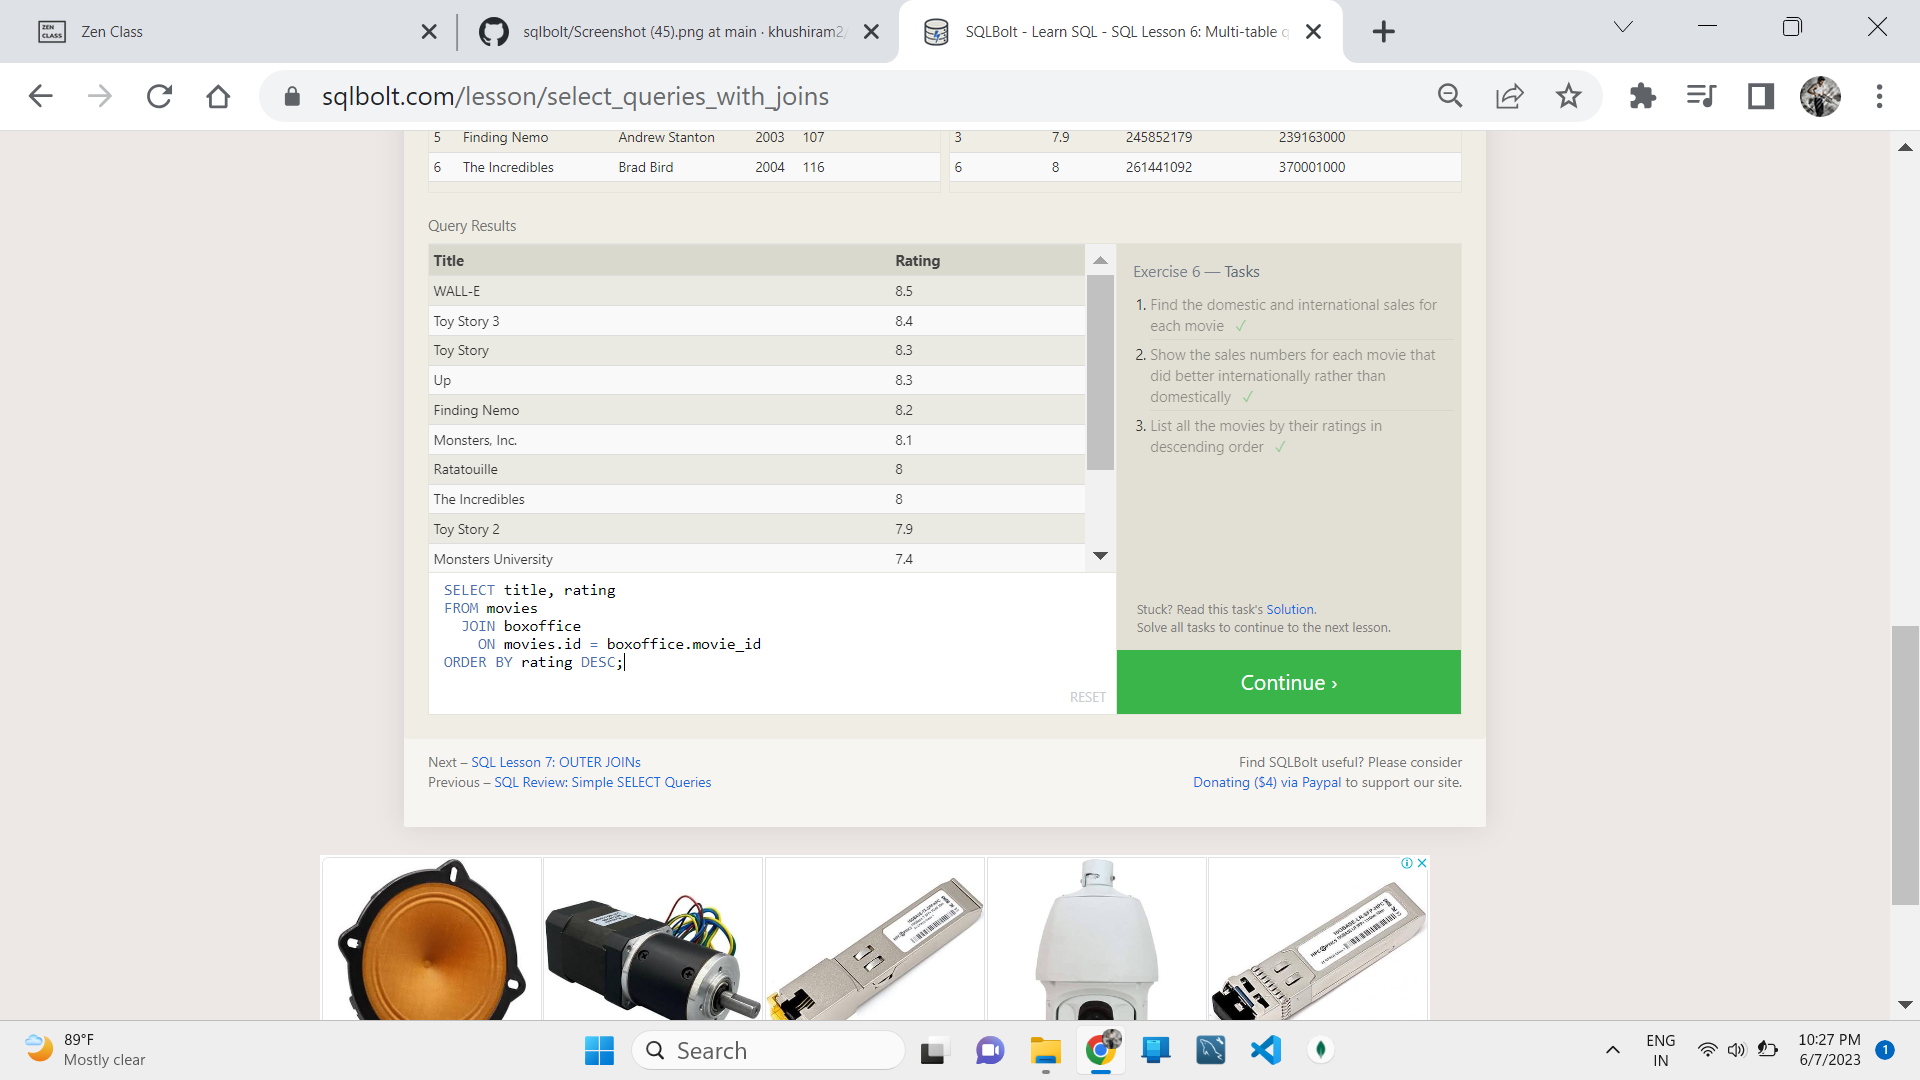 Zen Class
sqlbolt/Screenshot (45).png at main · khushiram2/
SQLBolt - Learn SQL - SQL Lesson 6: Multi-table q
sqlbolt.com/lesson/select_queries_with_joins
5 Finding Nemo Andrew Stanton 2003 107
3 7.9 245852179 239163000
6 The Incredibles Brad Bird 2004 116
6 8 261441092 370001000
Query Results
Title Rating
WALL-E 8.5
Toy Story 3 8.4
Toy Story 8.3
Up 8.3
Finding Nemo 8.2
Monsters, Inc. 8.1
Ratatouille 8
The Incredibles 8
Toy Story 2 7.9
Monsters University 7.4
SELECT title, rating
FROM movies
JOIN boxoffice
ON movies.id = boxoffice.movie_id
ORDER BY rating DESC;
RESET
Exercise 6 — Tasks
1. Find the domestic and international sales for
each movie ✓
2. Show the sales numbers for each movie that
did better internationally rather than
domestically ✓
3. List all the movies by their ratings in
descending order ✓
Stuck? Read this task's Solution.
Solve all tasks to continue to the next lesson.
Continue ›
Next – SQL Lesson 7: OUTER JOINs
Previous – SQL Review: Simple SELECT Queries
Find SQLBolt useful? Please consider
Donating ($4) via Paypal to support our site.
89°F
Mostly clear
Search
ENG
IN
10:27 PM
6/7/2023
1